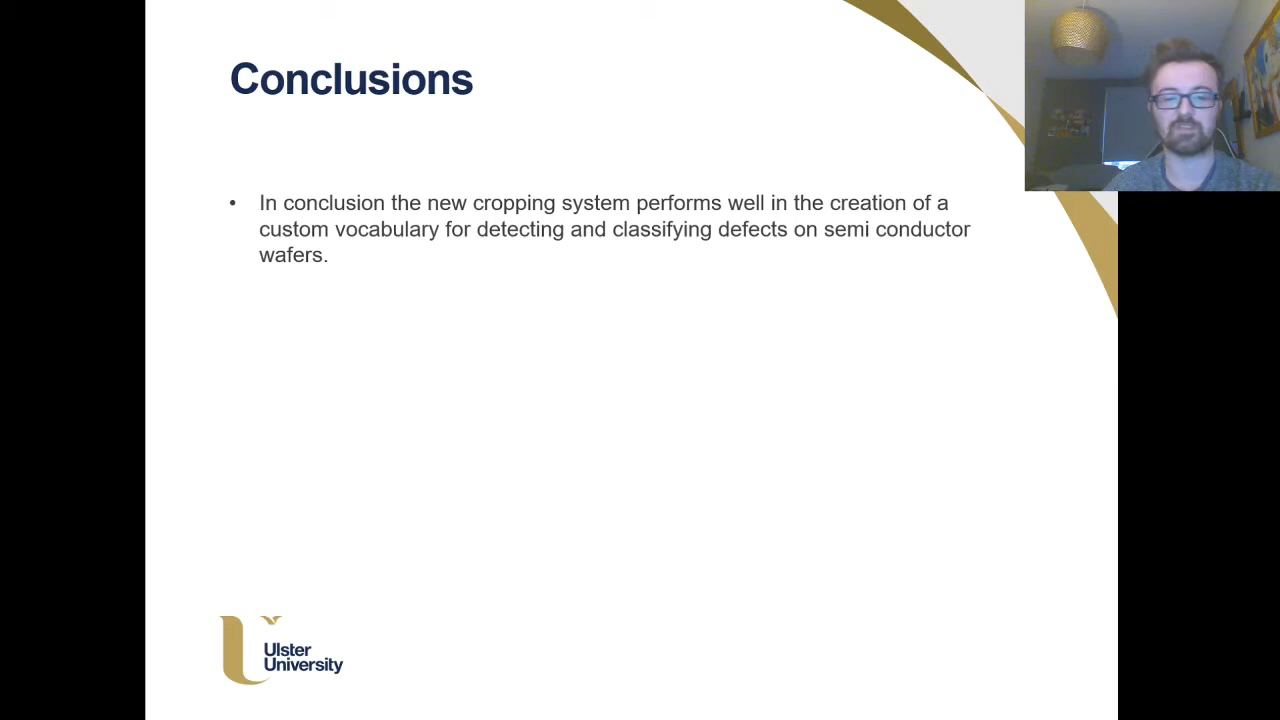 Conclusions
• In conclusion the new cropping system performs well in the creation of a
custom vocabulary for detecting and classifying defects on semi conductor
wafers.
Ulster
University